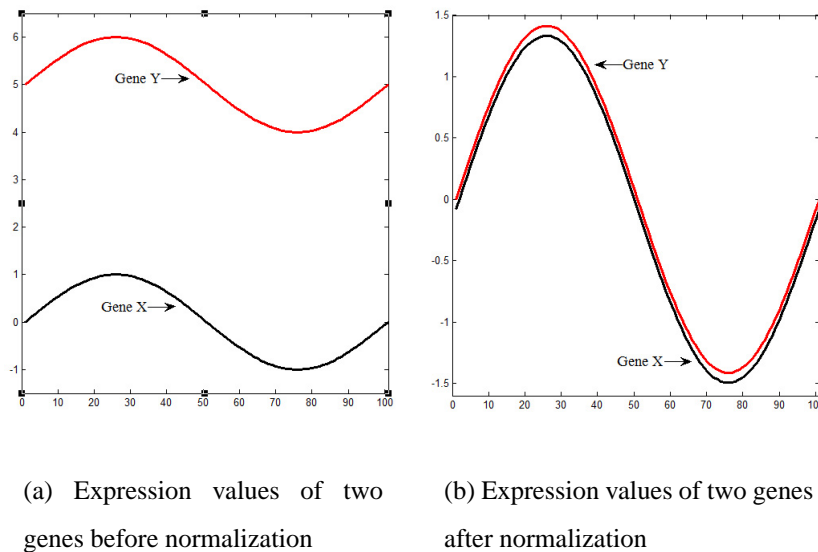 6
5
4
3
2
1
0
-1
0 10 20 30 40 50 60 70 80 90 100
Gene Y
Gene X
1.5
1
0.5
0
-0.5
-1
-1.5
0 10 20 30 40 50 60 70 80 90 100
Gene Y
Gene X
(a) Expression values of two
genes before normalization
(b) Expression values of two genes
after normalization